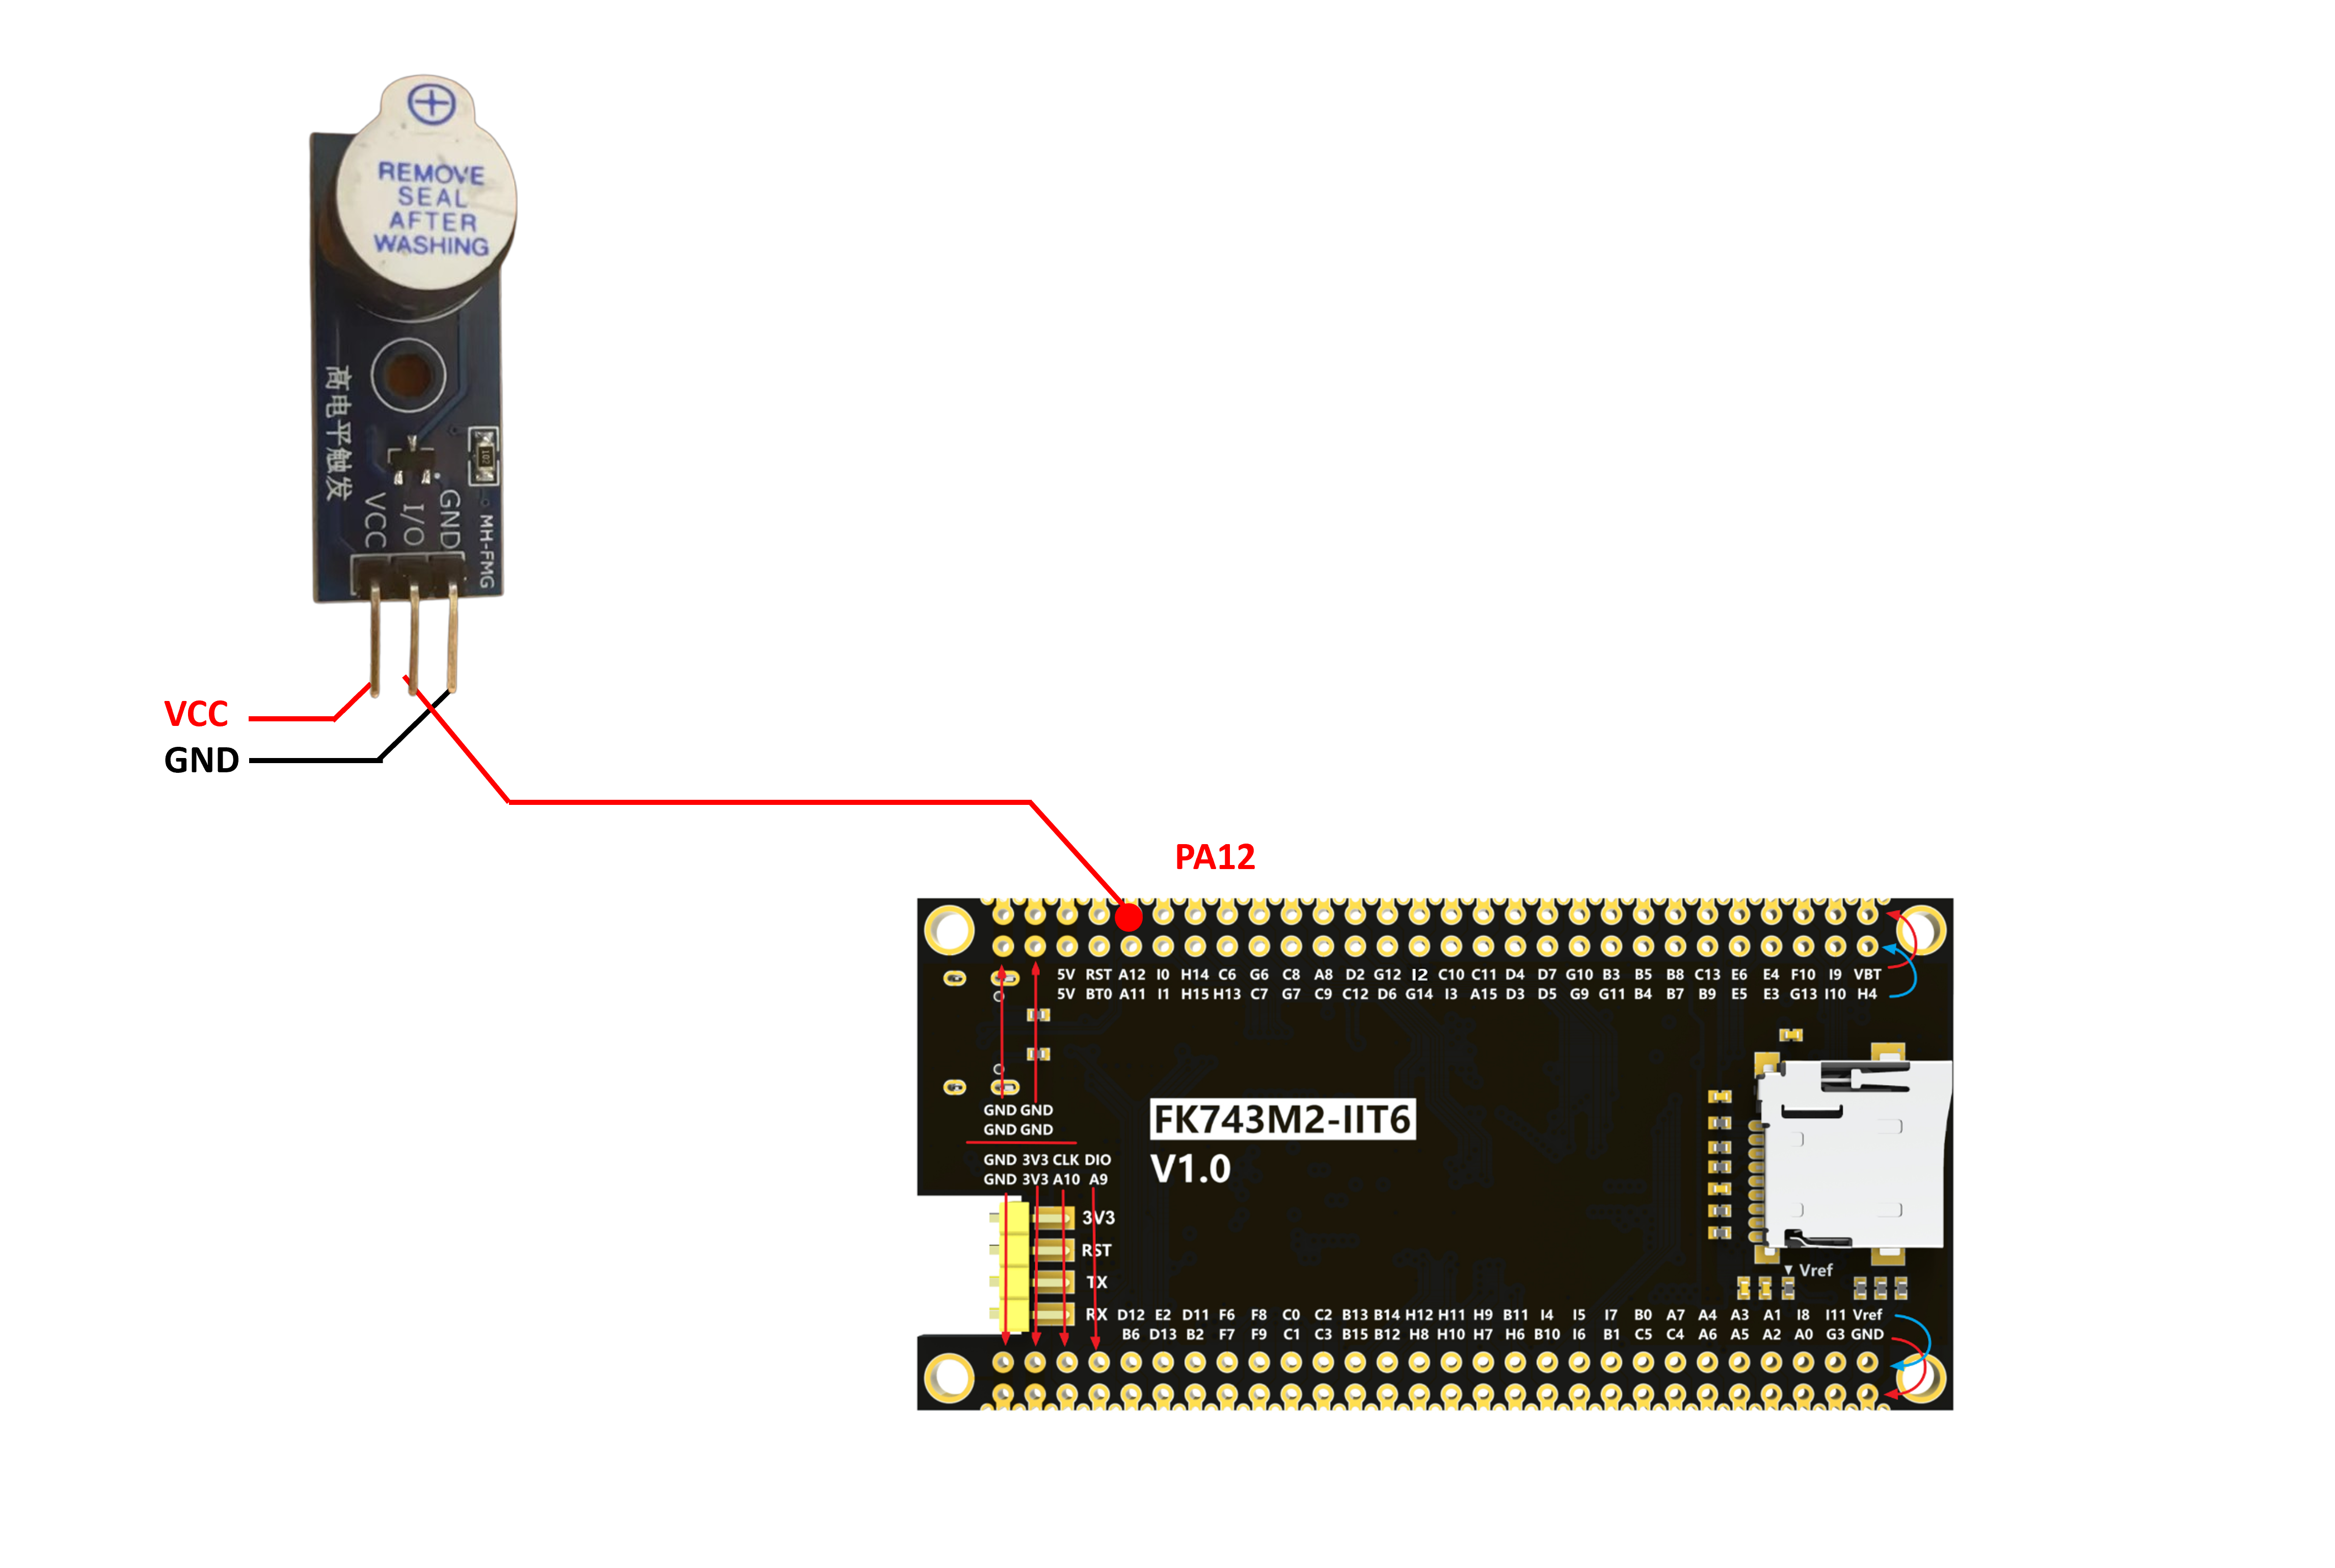 REMOVE
SEAL
AFTER
WASHING
高电平触发
VCC
I/O
GND
MH-FMG
102
VCC
GND
PA12
5V RST A12 I0 H14 C6 G6 C8 A8 D2 G12 I2 C10 C11 D4 D7 G10 B3 B5 B8 C13 E6 E4 F10 I9 VBT
5V BT0 A11 I1 H15 H13 C7 G7 C9 C12 D6 G14 I3 A15 D3 D5 G9 G11 B4 B7 B9 E5 E3 G13 I10 H4
GND GND
GND GND
GND 3V3 CLK DIO
GND 3V3 A10 A9
FK743M2-IIT6
V1.0
3V3
RST
TX
RX
Vref
D12 E2 D11 F6 F8 C0 C2 B13 B14 H12 H11 H9 B11 I4 I5 I7 B0 A7 A4 A3 A1 I8 I11 Vref
B6 D13 B2 F7 F9 C1 C3 B15 B12 H8 H10 H7 H6 B10 I6 B1 C5 C4 A6 A5 A2 A0 G3 GND